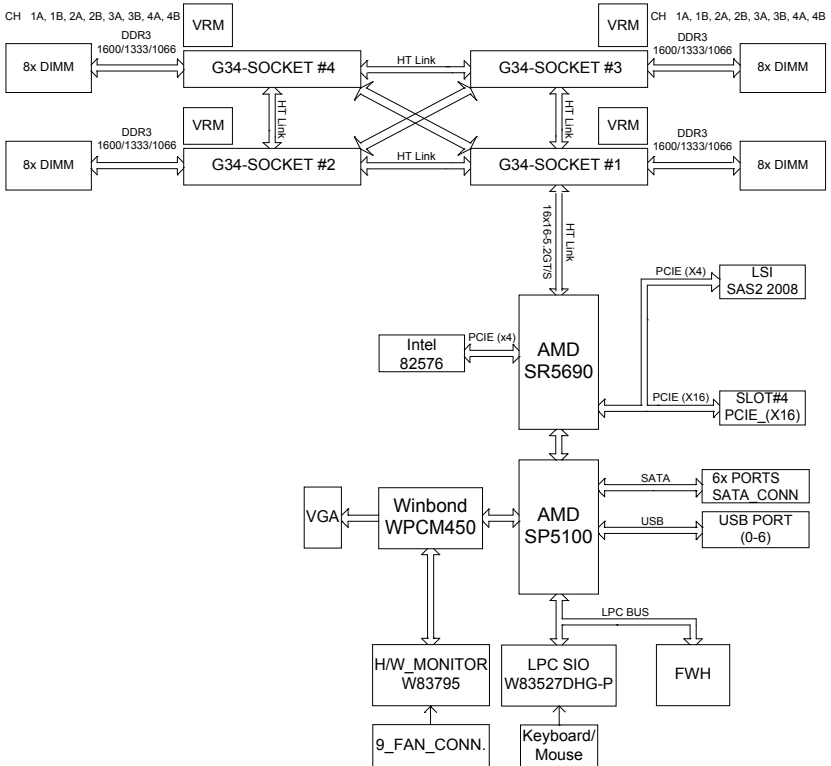 CH 1A, 1B, 2A, 2B, 3A, 3B, 4A, 4B
VRM
VRM
CH 1A, 1B, 2A, 2B, 3A, 3B, 4A, 4B
DDR3
1600/1333/1066
DDR3
1600/1333/1066
8x DIMM
G34-SOCKET #4
HT Link
G34-SOCKET #3
8x DIMM
HT Link
HT Link
VRM
VRM
DDR3
1600/1333/1066
DDR3
1600/1333/1066
8x DIMM
G34-SOCKET #2
HT Link
G34-SOCKET #1
8x DIMM
16x16-5.2GT/S
HT Link
PCIE (X4)
LSI
SAS2 2008
Intel
82576
PCIE (x4)
AMD
SR5690
PCIE (X16)
SLOT#4
PCIE_(X16)
SATA
6x PORTS
SATA_CONN
VGA
Winbond
WPCM450
AMD
SP5100
USB
USB PORT
(0-6)
LPC BUS
H/W_MONITOR
W83795
LPC SIO
W83527DHG-P
FWH
9_FAN_CONN.
Keyboard/
Mouse